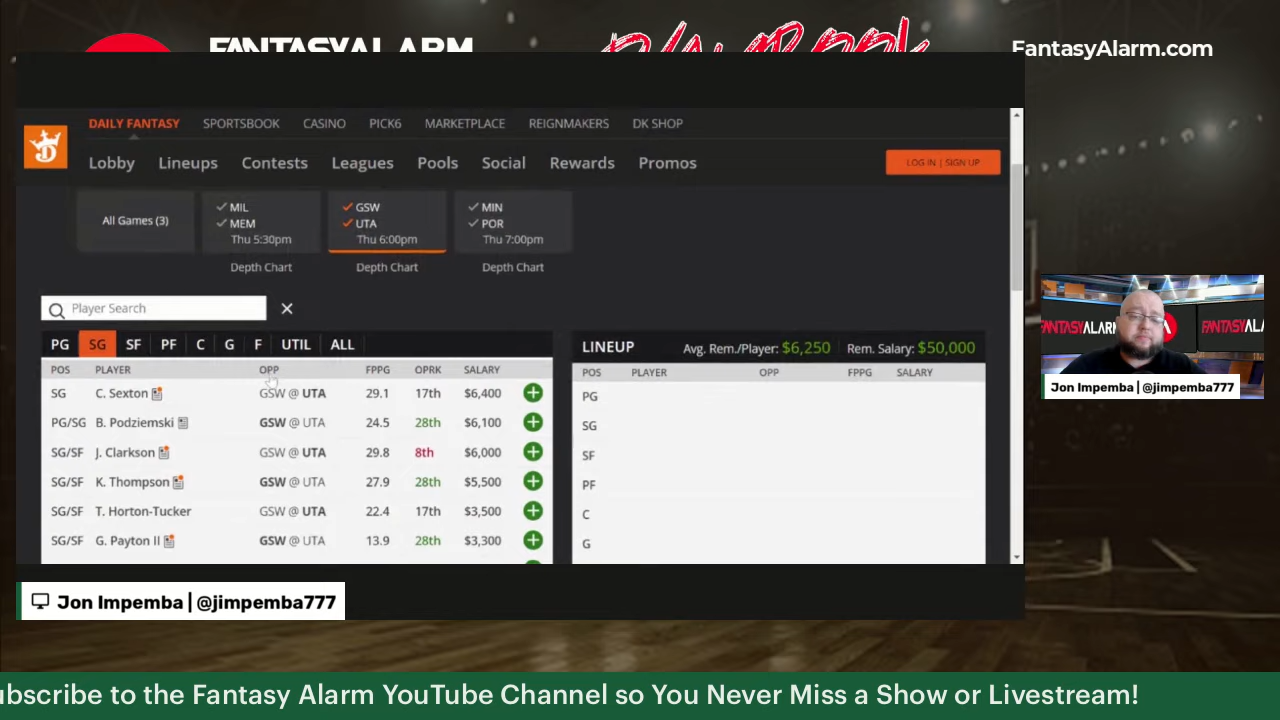 FANTASYALARM
PLAYBOOK
FantasyAlarm.com
DAILY FANTASY SPORTSBOOK CASINO PICK6 MARKETPLACE REIGNMAKERS DK SHOP
Lobby Lineups Contests Leagues Pools Social Rewards Promos LOG IN | SIGN UP
All Games (3)
MIL
MEM
Thu 5:30pm
GSW
UTA
Thu 6:00pm
MIN
POR
Thu 7:00pm
Depth Chart Depth Chart Depth Chart
Player Search
PG SG SF PF C G F UTIL ALL
POS PLAYER OPP FPPG OPRK SALARY
SG C. Sexton GSW @ UTA 29.1 17th $6,400
PG/SG B. Podziemski GSW @ UTA 24.5 28th $6,100
SG/SF J. Clarkson GSW @ UTA 29.8 8th $6,000
SG/SF K. Thompson GSW @ UTA 27.9 28th $5,500
SG/SF T. Horton-Tucker GSW @ UTA 22.4 17th $3,500
SG/SF G. Payton II GSW @ UTA 13.9 28th $3,300
LINEUP Avg. Rem./Player: $6,250 Rem. Salary: $50,000
POS PLAYER OPP FPPG SALARY
PG
SG
SF
PF
C
G
FANTASYALARM
FANTASYALA
Jon Impemba | @jimpemba777
Jon Impemba | @jimpemba777
ubscribe to the Fantasy Alarm YouTube Channel so You Never Miss a Show or Livestream!